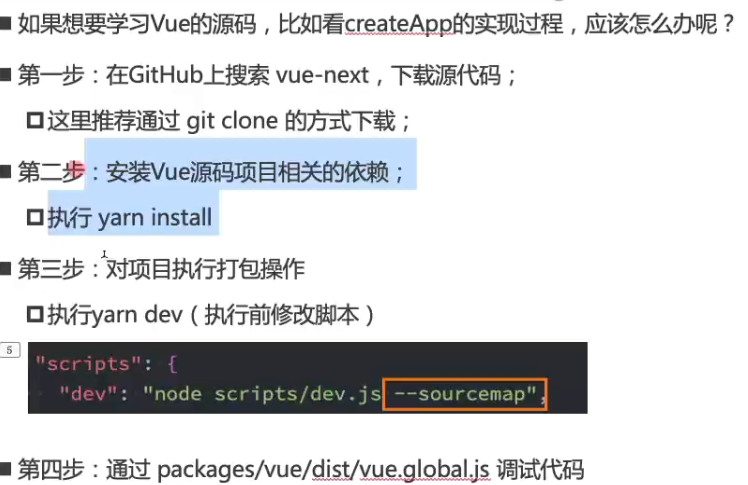 ■ 如果想要学习Vue的源码，比如看createApp的实现过程，应该怎么办呢？
■ 第一步：在GitHub上搜索 vue-next，下载源代码；
这里推荐通过 git clone 的方式下载；
■ 第二步：安装Vue源码项目相关的依赖；
执行 yarn install
■ 第三步：对项目执行打包操作
执行yarn dev（执行前修改脚本）
5
"scripts": {
"dev": "node scripts/dev.js --sourcemap",
■ 第四步：通过 packages/vue/dist/vue.global.js 调试代码